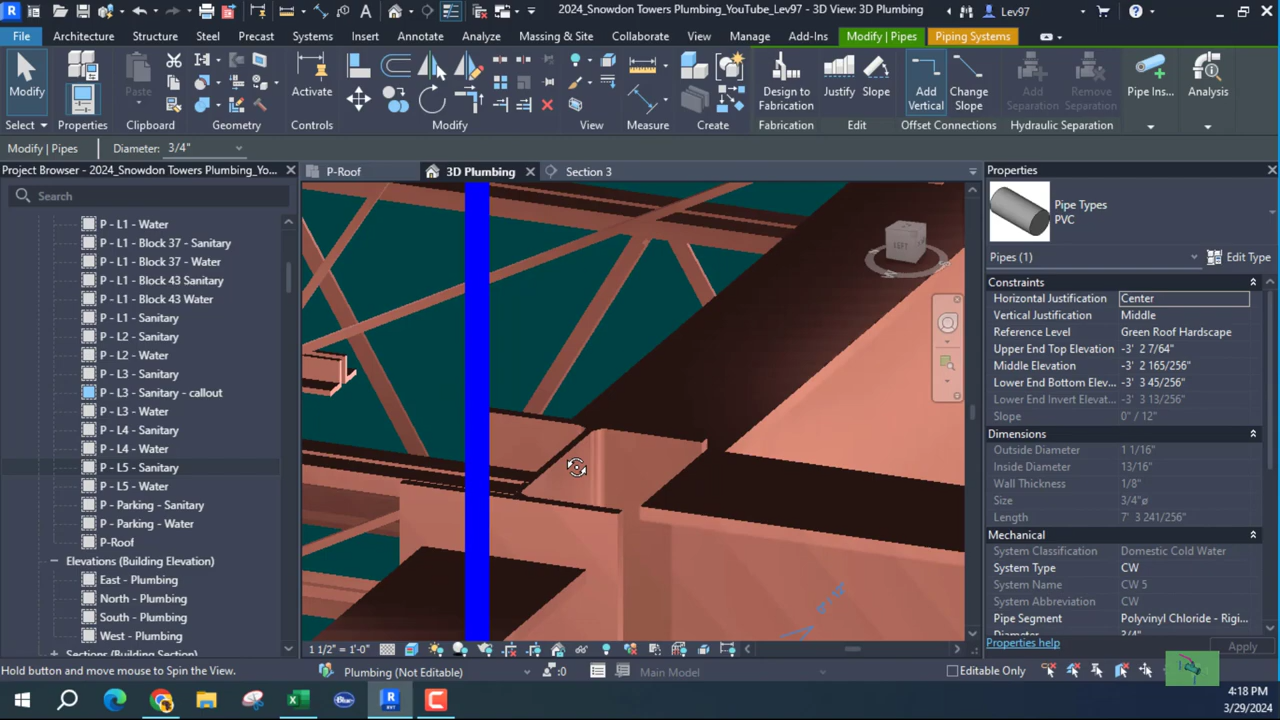 2024_Snowdon Towers Plumbing_YouTube_Lev97 - 3D View: 3D Plumbing
Lev97
File Architecture Structure Steel Precast Systems Insert Annotate Analyze Massing & Site Collaborate View Manage Add-Ins Modify | Pipes Piping Systems
Modify Paste Activate Design to Fabrication Justify Slope Add Vertical Change Slope Add Separation Remove Separation Pipe Ins... Analysis
Select Properties Clipboard Geometry Controls Modify View Measure Create Fabrication Edit Offset Connections Hydraulic Separation
Modify | Pipes Diameter: 3/4"
Project Browser - 2024_Snowdon Towers Plumbing_Yu...
Search
P - L1 - Water
P - L1 - Block 37 - Sanitary
P - L1 - Block 37 - Water
P - L1 - Block 43 Sanitary
P - L1 - Block 43 Water
P - L1 - Sanitary
P - L2 - Sanitary
P - L2 - Water
P - L3 - Sanitary
P - L3 - Sanitary - callout
P - L3 - Water
P - L4 - Sanitary
P - L4 - Water
P - L5 - Sanitary
P - L5 - Water
P - Parking - Sanitary
P - Parking - Water
P-Roof
Elevations (Building Elevation)
East - Plumbing
North - Plumbing
South - Plumbing
West - Plumbing
Sections (Building Section)
P-Roof 3D Plumbing Section 3
LEFT
Properties
Pipe Types
PVC
Pipes (1) Edit Type
Constraints
Horizontal Justification Center
Vertical Justification Middle
Reference Level Green Roof Hardscape
Upper End Top Elevation -3' 2 7/64"
Middle Elevation -3' 2 165/256"
Lower End Bottom Elev... -3' 3 45/256"
Lower End Invert Elevat... -3' 3 13/256"
Slope 0" / 12"
Dimensions
Outside Diameter 1 1/16"
Inside Diameter 13/16"
Wall Thickness 1/8"
Size 3/4"ø
Length 7' 3 241/256"
Mechanical
System Classification Domestic Cold Water
System Type CW
System Name CW 5
System Abbreviation CW
Pipe Segment Polyvinyl Chloride - Rigi...
Diameter 3/4"
Properties help Apply
1 1/2" = 1'-0"
Hold button and move mouse to Spin the View. Plumbing (Not Editable) :0 Main Model Editable Only
4:18 PM
3/29/2024